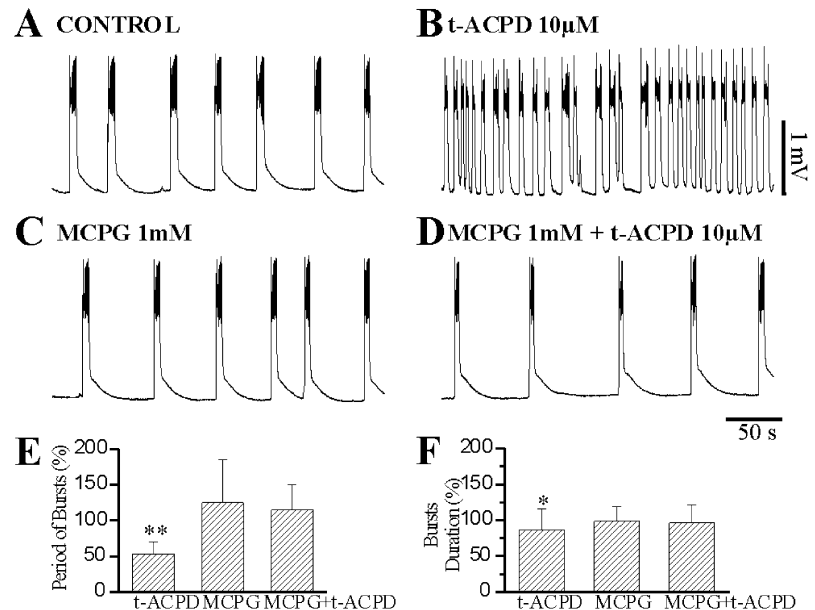 A CONTROL
B t-ACPD 10μM
1 mV
C MCPG 1mM
D MCPG 1mM + t-ACPD 10μM
50 s
E
Period of Bursts (%)
200
150
100
50
0
**
t-ACPD MCPG MCPG+t-ACPD
F
Bursts
Duration (%)
200
150
100
50
0
*
t-ACPD MCPG MCPG+t-ACPD